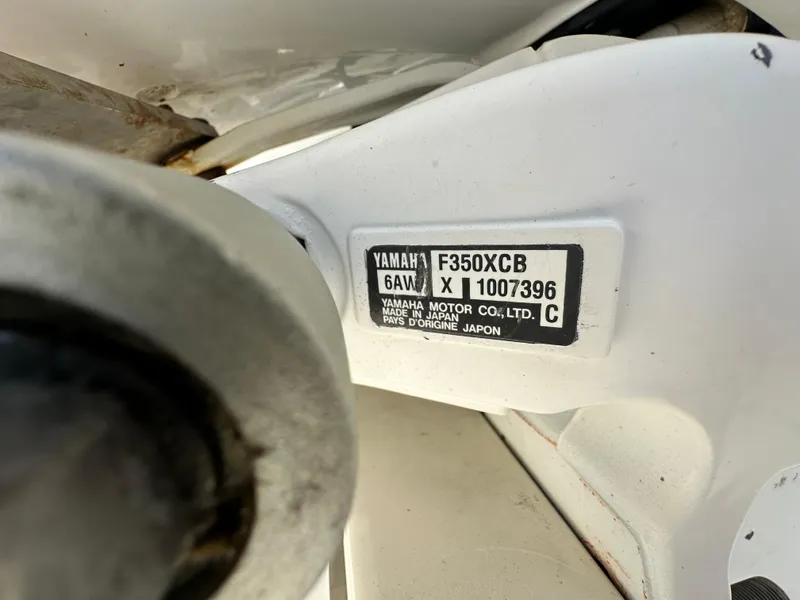 YAMAHA F350XCB
6AW X 1007396
YAMAHA MOTOR CO., LTD. C
MADE IN JAPAN
PAYS D'ORIGINE JAPON